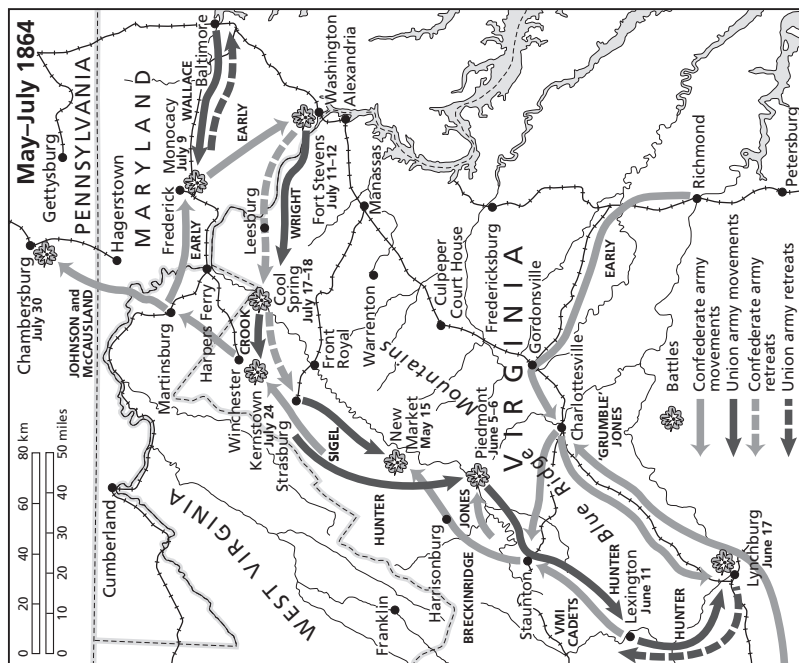 May–July 1864
Chambersburg
July 30
Gettysburg
PENNSYLVANIA
Hagerstown
JOHNSON and
McCAUSLAND
MARYLAND
Frederick
Monocacy
July 9
WALLACE
Baltimore
EARLY
EARLY
Martinsburg
Harpers Ferry
Leesburg
WRIGHT
Fort Stevens
July 11–12
Washington
Alexandria
Cumberland
Winchester
CROOK
Cool
Spring
July 17–18
Kernstown
July 24
Strasburg
Front
Royal
Manassas
Warrenton
WEST VIRGINIA
SIGEL
New
Market
May 15
Culpeper
Court House
Fredericksburg
HUNTER
Harrisonburg
JONES
Piedmont
June 5–6
VIRGINIA
Gordonsville
Blue Ridge Mountains
Franklin
BRECKINRIDGE
Staunton
Charlottesville
EARLY
Richmond
VMI
CADETS
HUNTER
Lexington
June 11
‘GRUMBLE’
JONES
Petersburg
HUNTER
Lynchburg
June 17
0 20 40 60 80 km
0 10 20 30 40 50 miles
Battles
Confederate army
movements
Union army movements
Confederate army
retreats
Union army retreats